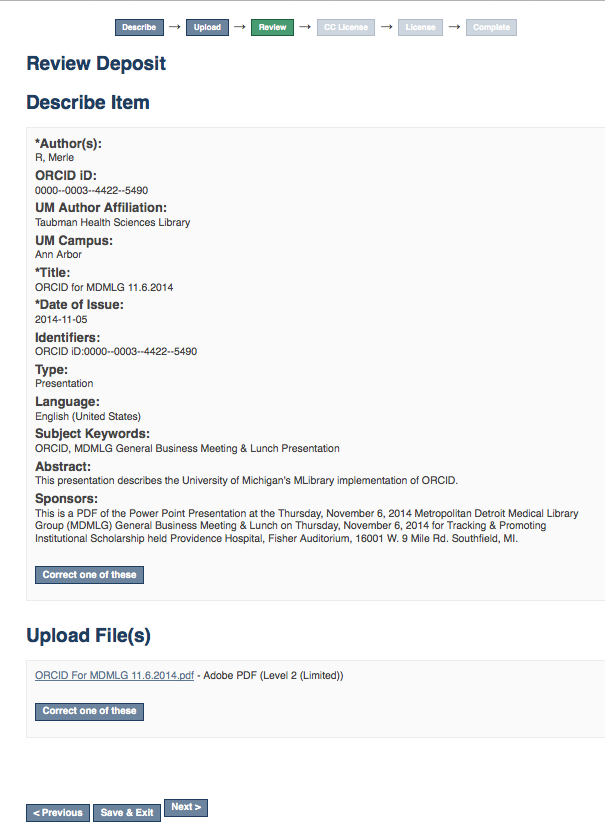 Describe → Upload → Review → CC License → License → Complete
Review Deposit
Describe Item
*Author(s):
R, Merle
ORCID iD:
0000--0003--4422--5490
UM Author Affiliation:
Taubman Health Sciences Library
UM Campus:
Ann Arbor
*Title:
ORCID for MDMLG 11.6.2014
*Date of Issue:
2014-11-05
Identifiers:
ORCID iD:0000--0003--4422--5490
Type:
Presentation
Language:
English (United States)
Subject Keywords:
ORCID, MDMLG General Business Meeting & Lunch Presentation
Abstract:
This presentation describes the University of Michigan's MLibrary implementation of ORCID.
Sponsors:
This is a PDF of the Power Point Presentation at the Thursday, November 6, 2014 Metropolitan Detroit Medical Library
Group (MDMLG) General Business Meeting & Lunch on Thursday, November 6, 2014 for Tracking & Promoting
Institutional Scholarship held Providence Hospital, Fisher Auditorium, 16001 W. 9 Mile Rd. Southfield, MI.
Correct one of these
Upload File(s)
ORCID For MDMLG 11.6.2014.pdf - Adobe PDF (Level 2 (Limited))
Correct one of these
< Previous Save & Exit Next >